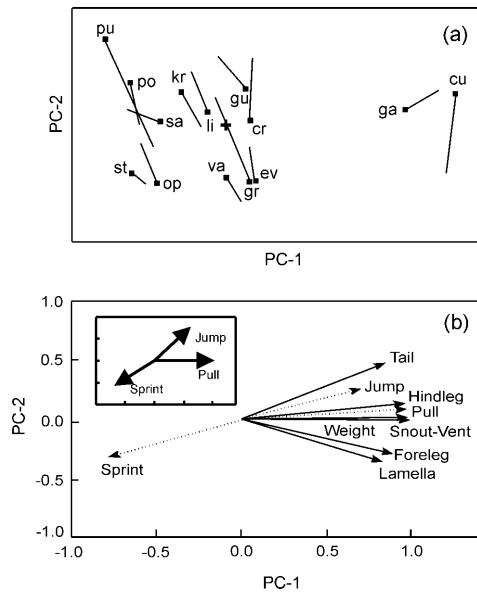 (a)
pu
po
kr
gu
cu
ga
sa
li
cr
st
op
va
gr
ev
PC-2
PC-1
(b)
1.0
0.5
0.0
-0.5
-1.0
PC-2
Jump
Pull
Sprint
Tail
Jump
Hindleg
Pull
Weight
Snout-Vent
Foreleg
Lamella
Sprint
-1.0 -0.5 0.0 0.5 1.0
PC-1